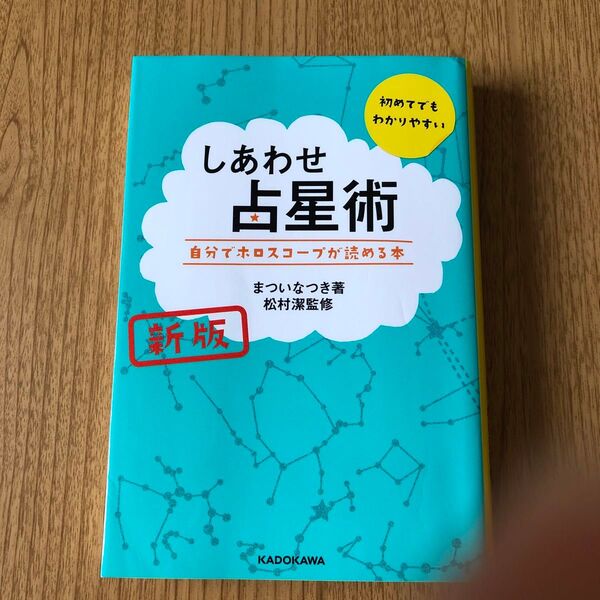 初めてでも
わかりやすい
しあわせ
占星術
自分でホロスコープが読める本
まついなつき著
松村潔監修
新版
KADOKAWA